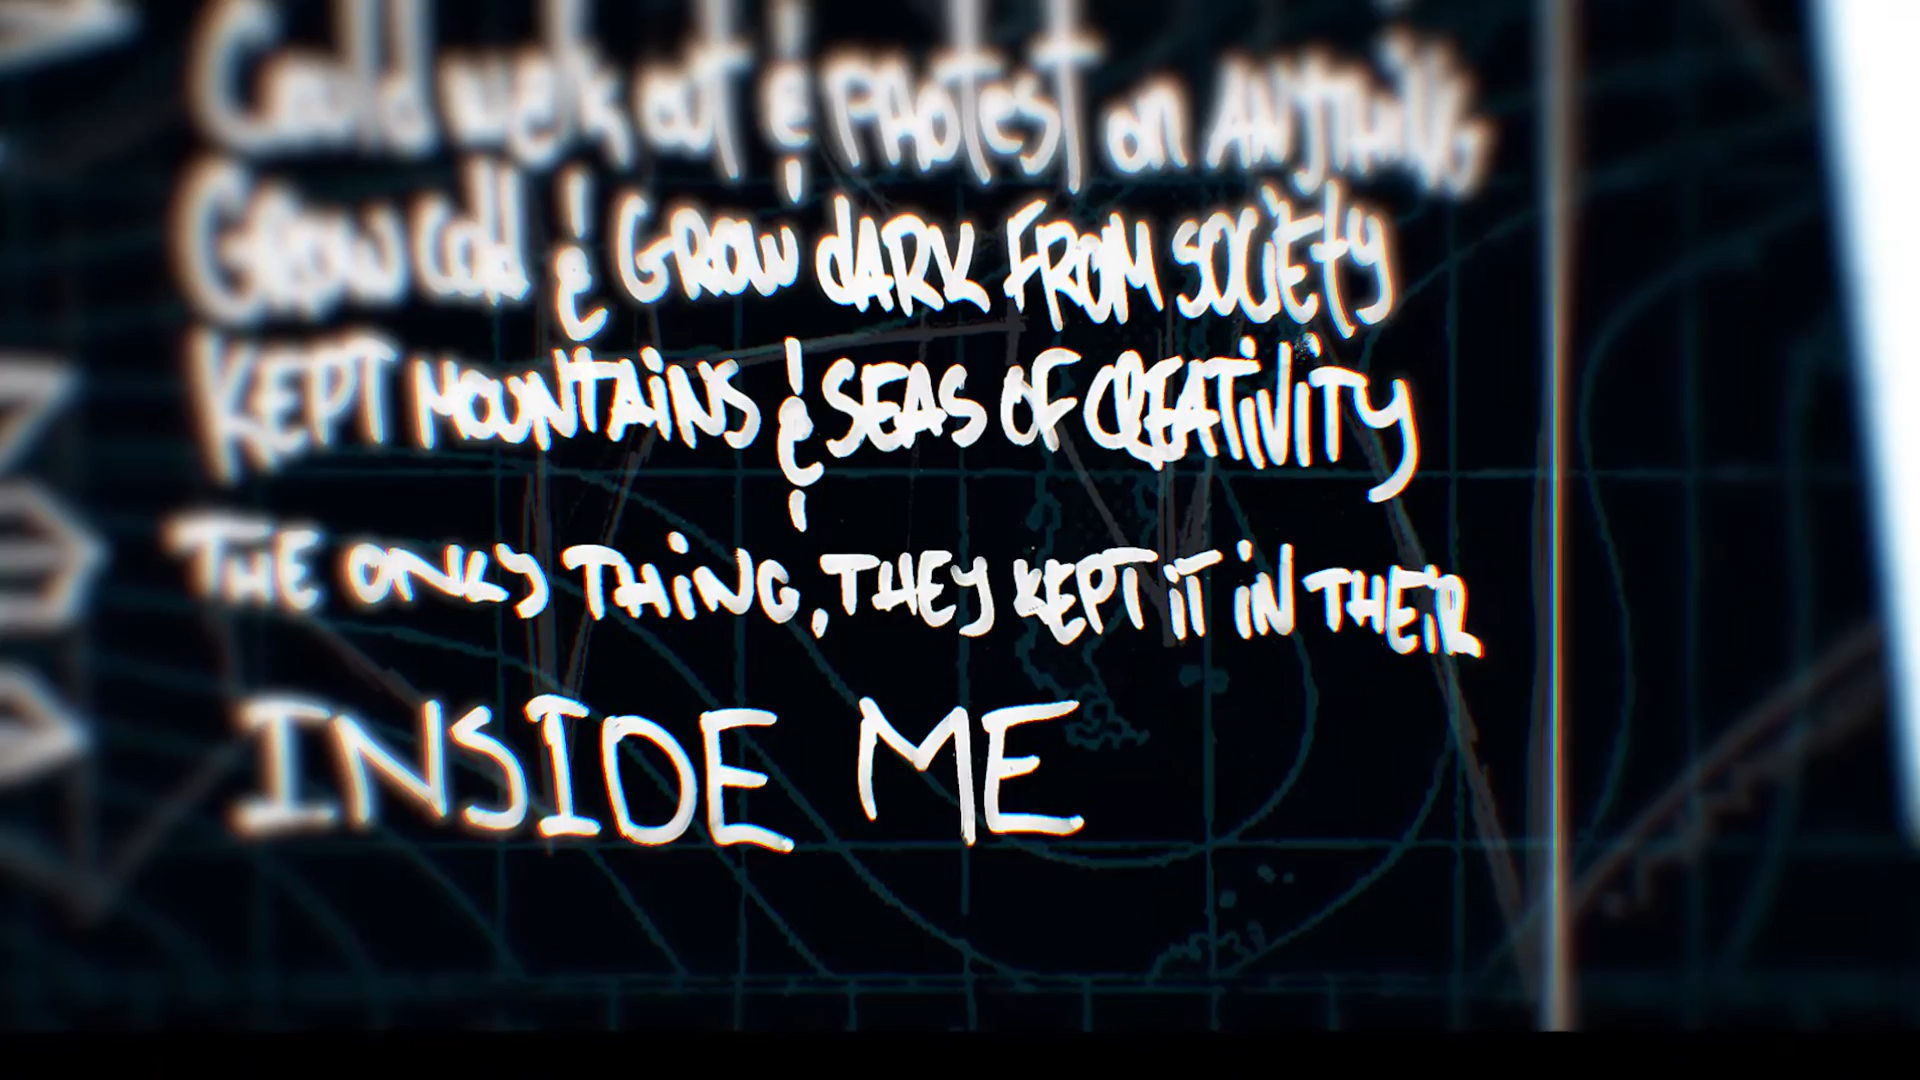 Could walk out & PROTEST on ANYTHING
GROW COLD & GROW dARK FROM SOCIETY
KEPT MOUNTAINS & SEAS OF CREATIVITY
THE ONLY THING, THEY KEPT IT IN THEIR
INSIDE ME